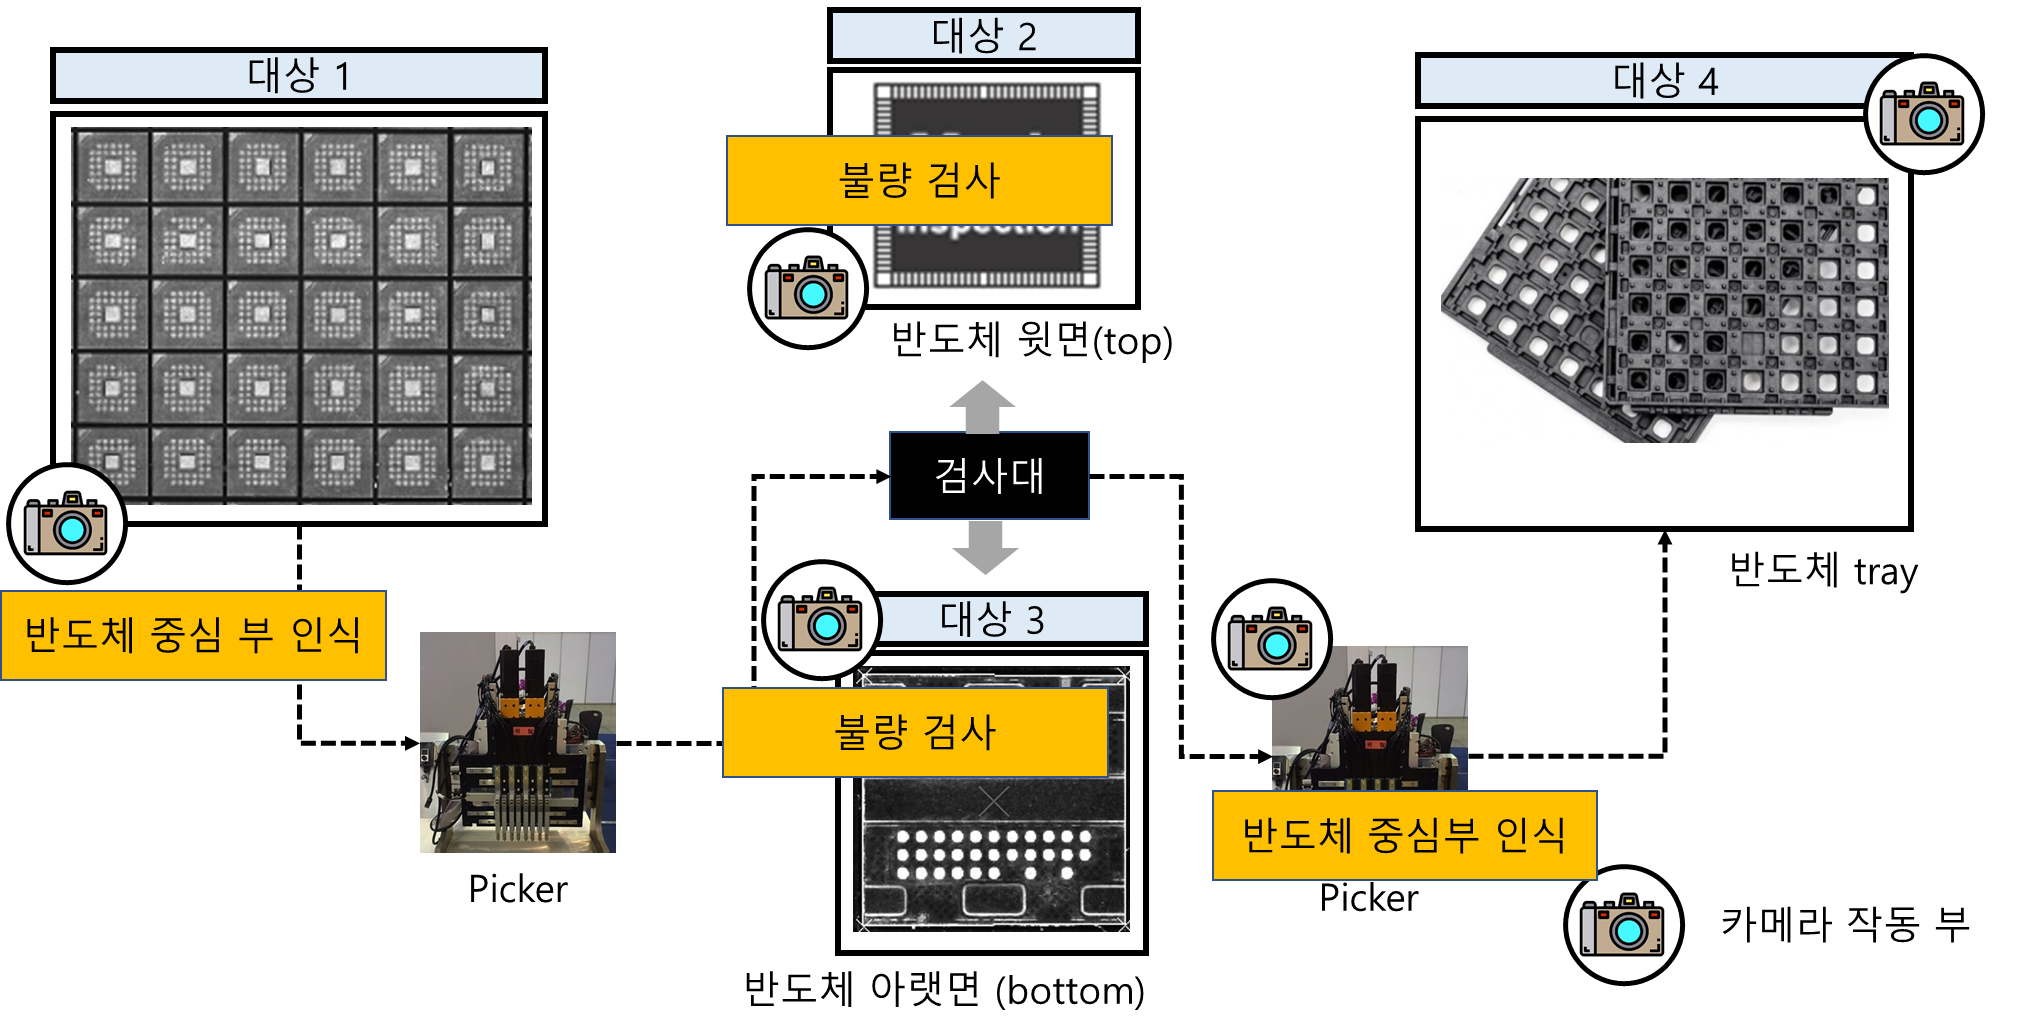 대상 1
반도체 중심 부 인식
Picker
대상 2
불량 검사
반도체 윗면(top)
검사대
대상 3
불량 검사
반도체 아랫면 (bottom)
반도체 중심부 인식
Picker
대상 4
반도체 tray
카메라 작동 부